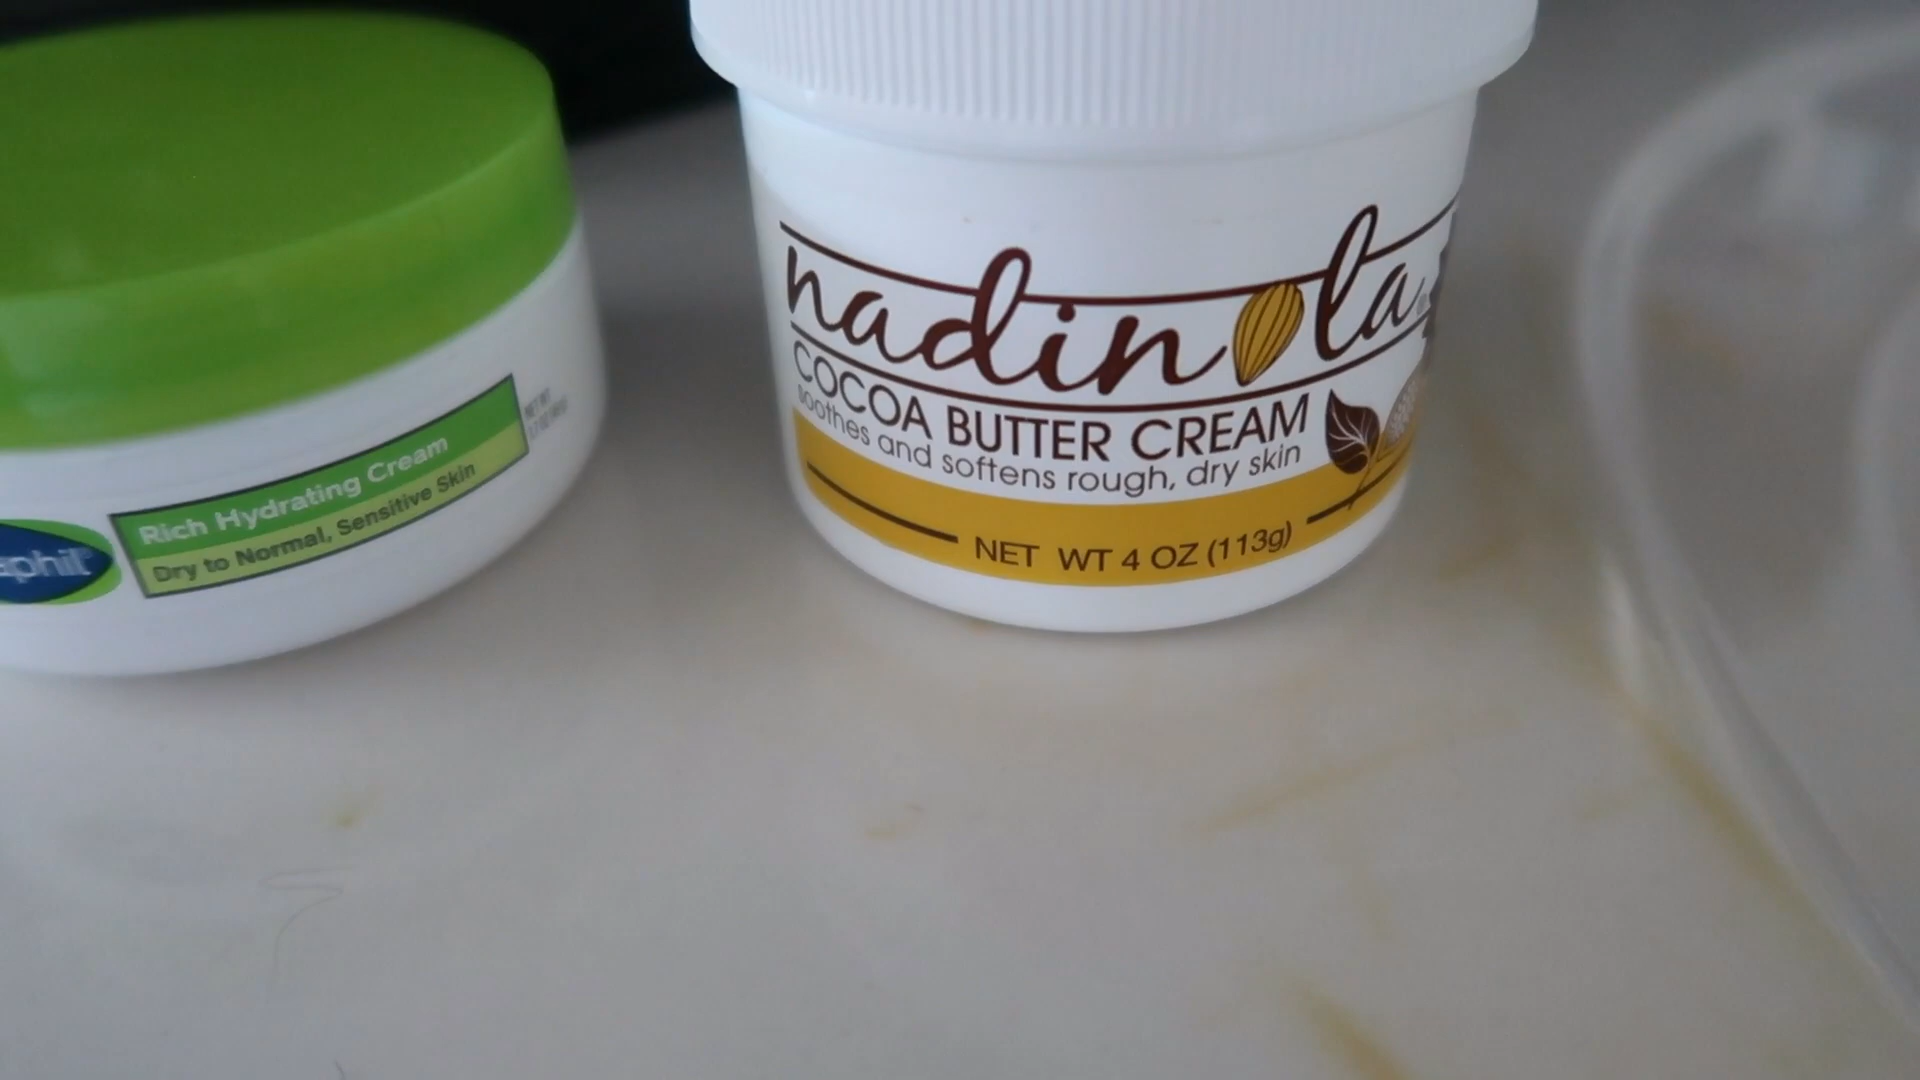 Rich Hydrating Cream
Dry to Normal, Sensitive Skin
aphil
nadinola
COCOA BUTTER CREAM
soothes and softens rough, dry skin
NET WT 4 OZ (113g)